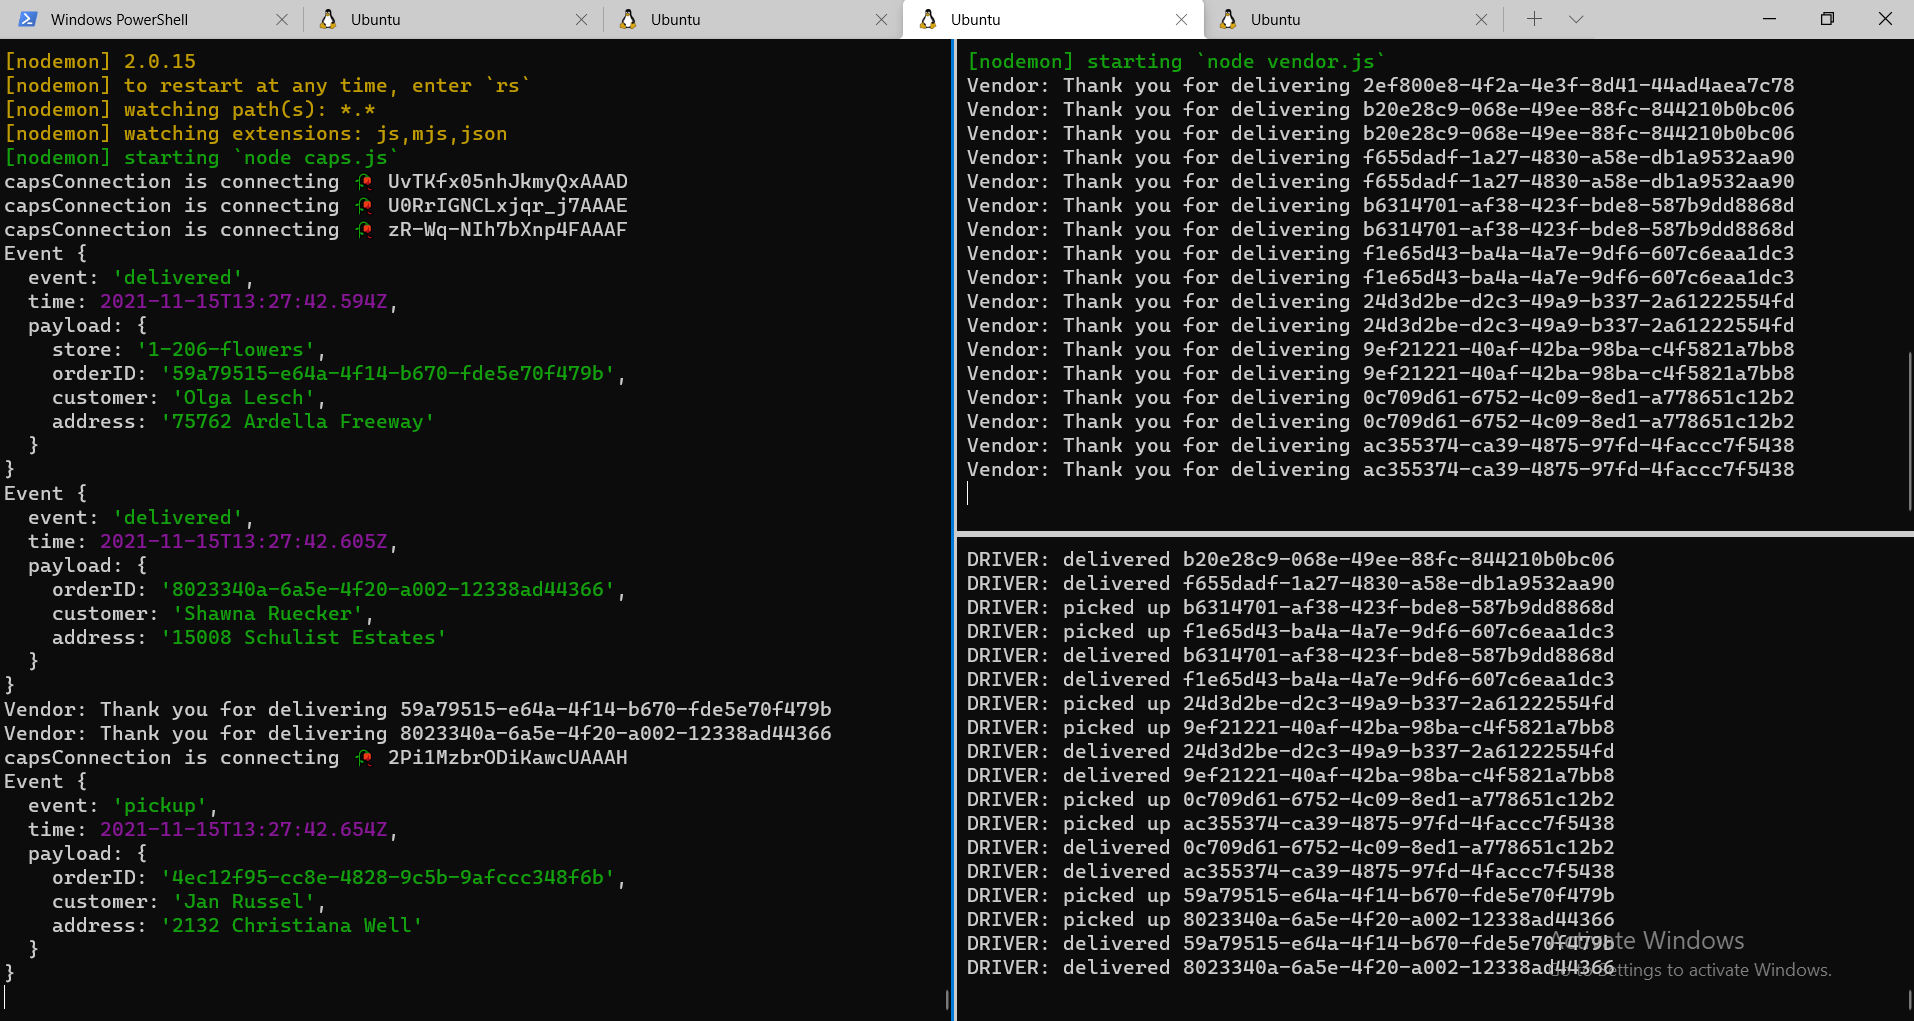 Windows PowerShell
Ubuntu
Ubuntu
Ubuntu
Ubuntu
[nodemon] 2.0.15
[nodemon] to restart at any time, enter `rs`
[nodemon] watching path(s): *.*
[nodemon] watching extensions: js,mjs,json
[nodemon] starting `node caps.js`
capsConnection is connecting 🌹 UvTKfx05nhJkmyQxAAAD
capsConnection is connecting 🌹 U0RrIGNCLxjqr_j7AAAE
capsConnection is connecting 🌹 zR-Wq-NIh7bXnp4FAAAF
Event {
  event: 'delivered',
  time: 2021-11-15T13:27:42.594Z,
  payload: {
    store: '1-206-flowers',
    orderID: '59a79515-e64a-4f14-b670-fde5e70f479b',
    customer: 'Olga Lesch',
    address: '75762 Ardella Freeway'
  }
}
Event {
  event: 'delivered',
  time: 2021-11-15T13:27:42.605Z,
  payload: {
    orderID: '8023340a-6a5e-4f20-a002-12338ad44366',
    customer: 'Shawna Ruecker',
    address: '15008 Schulist Estates'
  }
}
Vendor: Thank you for delivering 59a79515-e64a-4f14-b670-fde5e70f479b
Vendor: Thank you for delivering 8023340a-6a5e-4f20-a002-12338ad44366
capsConnection is connecting 🌹 2Pi1MzbrODiKawcUAAAH
Event {
  event: 'pickup',
  time: 2021-11-15T13:27:42.654Z,
  payload: {
    orderID: '4ec12f95-cc8e-4828-9c5b-9afccc348f6b',
    customer: 'Jan Russel',
    address: '2132 Christiana Well'
  }
}
[nodemon] starting `node vendor.js`
Vendor: Thank you for delivering 2ef800e8-4f2a-4e3f-8d41-44ad4aea7c78
Vendor: Thank you for delivering b20e28c9-068e-49ee-88fc-844210b0bc06
Vendor: Thank you for delivering b20e28c9-068e-49ee-88fc-844210b0bc06
Vendor: Thank you for delivering f655dadf-1a27-4830-a58e-db1a9532aa90
Vendor: Thank you for delivering f655dadf-1a27-4830-a58e-db1a9532aa90
Vendor: Thank you for delivering b6314701-af38-423f-bde8-587b9dd8868d
Vendor: Thank you for delivering b6314701-af38-423f-bde8-587b9dd8868d
Vendor: Thank you for delivering f1e65d43-ba4a-4a7e-9df6-607c6eaa1dc3
Vendor: Thank you for delivering f1e65d43-ba4a-4a7e-9df6-607c6eaa1dc3
Vendor: Thank you for delivering 24d3d2be-d2c3-49a9-b337-2a61222554fd
Vendor: Thank you for delivering 24d3d2be-d2c3-49a9-b337-2a61222554fd
Vendor: Thank you for delivering 9ef21221-40af-42ba-98ba-c4f5821a7bb8
Vendor: Thank you for delivering 9ef21221-40af-42ba-98ba-c4f5821a7bb8
Vendor: Thank you for delivering 0c709d61-6752-4c09-8ed1-a778651c12b2
Vendor: Thank you for delivering 0c709d61-6752-4c09-8ed1-a778651c12b2
Vendor: Thank you for delivering ac355374-ca39-4875-97fd-4faccc7f5438
Vendor: Thank you for delivering ac355374-ca39-4875-97fd-4faccc7f5438
DRIVER: delivered b20e28c9-068e-49ee-88fc-844210b0bc06
DRIVER: delivered f655dadf-1a27-4830-a58e-db1a9532aa90
DRIVER: picked up b6314701-af38-423f-bde8-587b9dd8868d
DRIVER: picked up f1e65d43-ba4a-4a7e-9df6-607c6eaa1dc3
DRIVER: delivered b6314701-af38-423f-bde8-587b9dd8868d
DRIVER: delivered f1e65d43-ba4a-4a7e-9df6-607c6eaa1dc3
DRIVER: picked up 24d3d2be-d2c3-49a9-b337-2a61222554fd
DRIVER: picked up 9ef21221-40af-42ba-98ba-c4f5821a7bb8
DRIVER: delivered 24d3d2be-d2c3-49a9-b337-2a61222554fd
DRIVER: delivered 9ef21221-40af-42ba-98ba-c4f5821a7bb8
DRIVER: picked up 0c709d61-6752-4c09-8ed1-a778651c12b2
DRIVER: picked up ac355374-ca39-4875-97fd-4faccc7f5438
DRIVER: delivered 0c709d61-6752-4c09-8ed1-a778651c12b2
DRIVER: delivered ac355374-ca39-4875-97fd-4faccc7f5438
DRIVER: picked up 59a79515-e64a-4f14-b670-fde5e70f479b
DRIVER: picked up 8023340a-6a5e-4f20-a002-12338ad44366
DRIVER: delivered 59a79515-e64a-4f14-b670-fde5e70f479b
DRIVER: delivered 8023340a-6a5e-4f20-a002-12338ad44366
Activate Windows
Go to Settings to activate Windows.